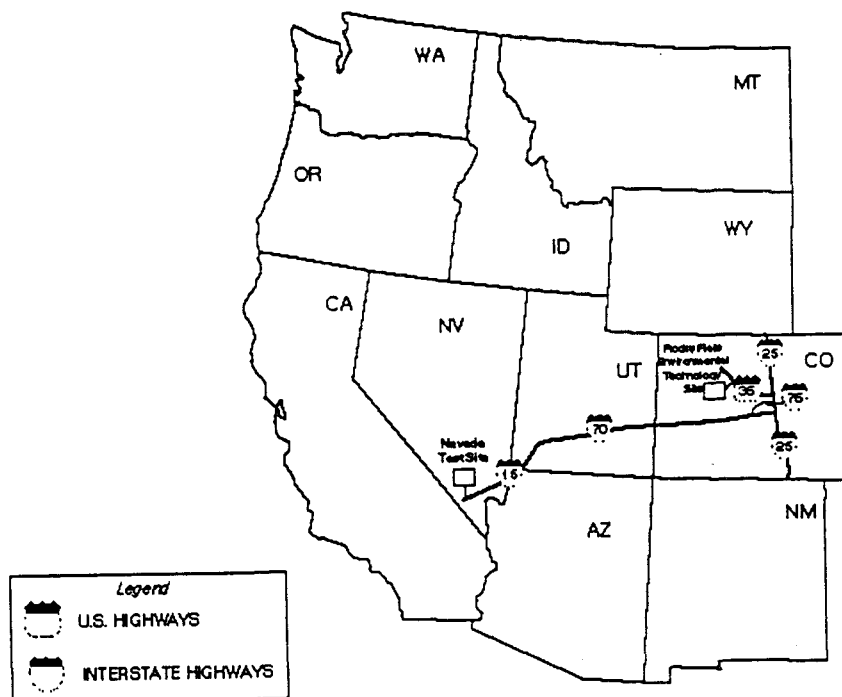 WA
MT
OR
ID
WY
CA
NV
UT
CO
25
Rocky Flats
Environmental
Technology
Site
36
76
70
Nevada
Test Site
15
25
AZ
NM
Legend
U.S. HIGHWAYS
INTERSTATE HIGHWAYS